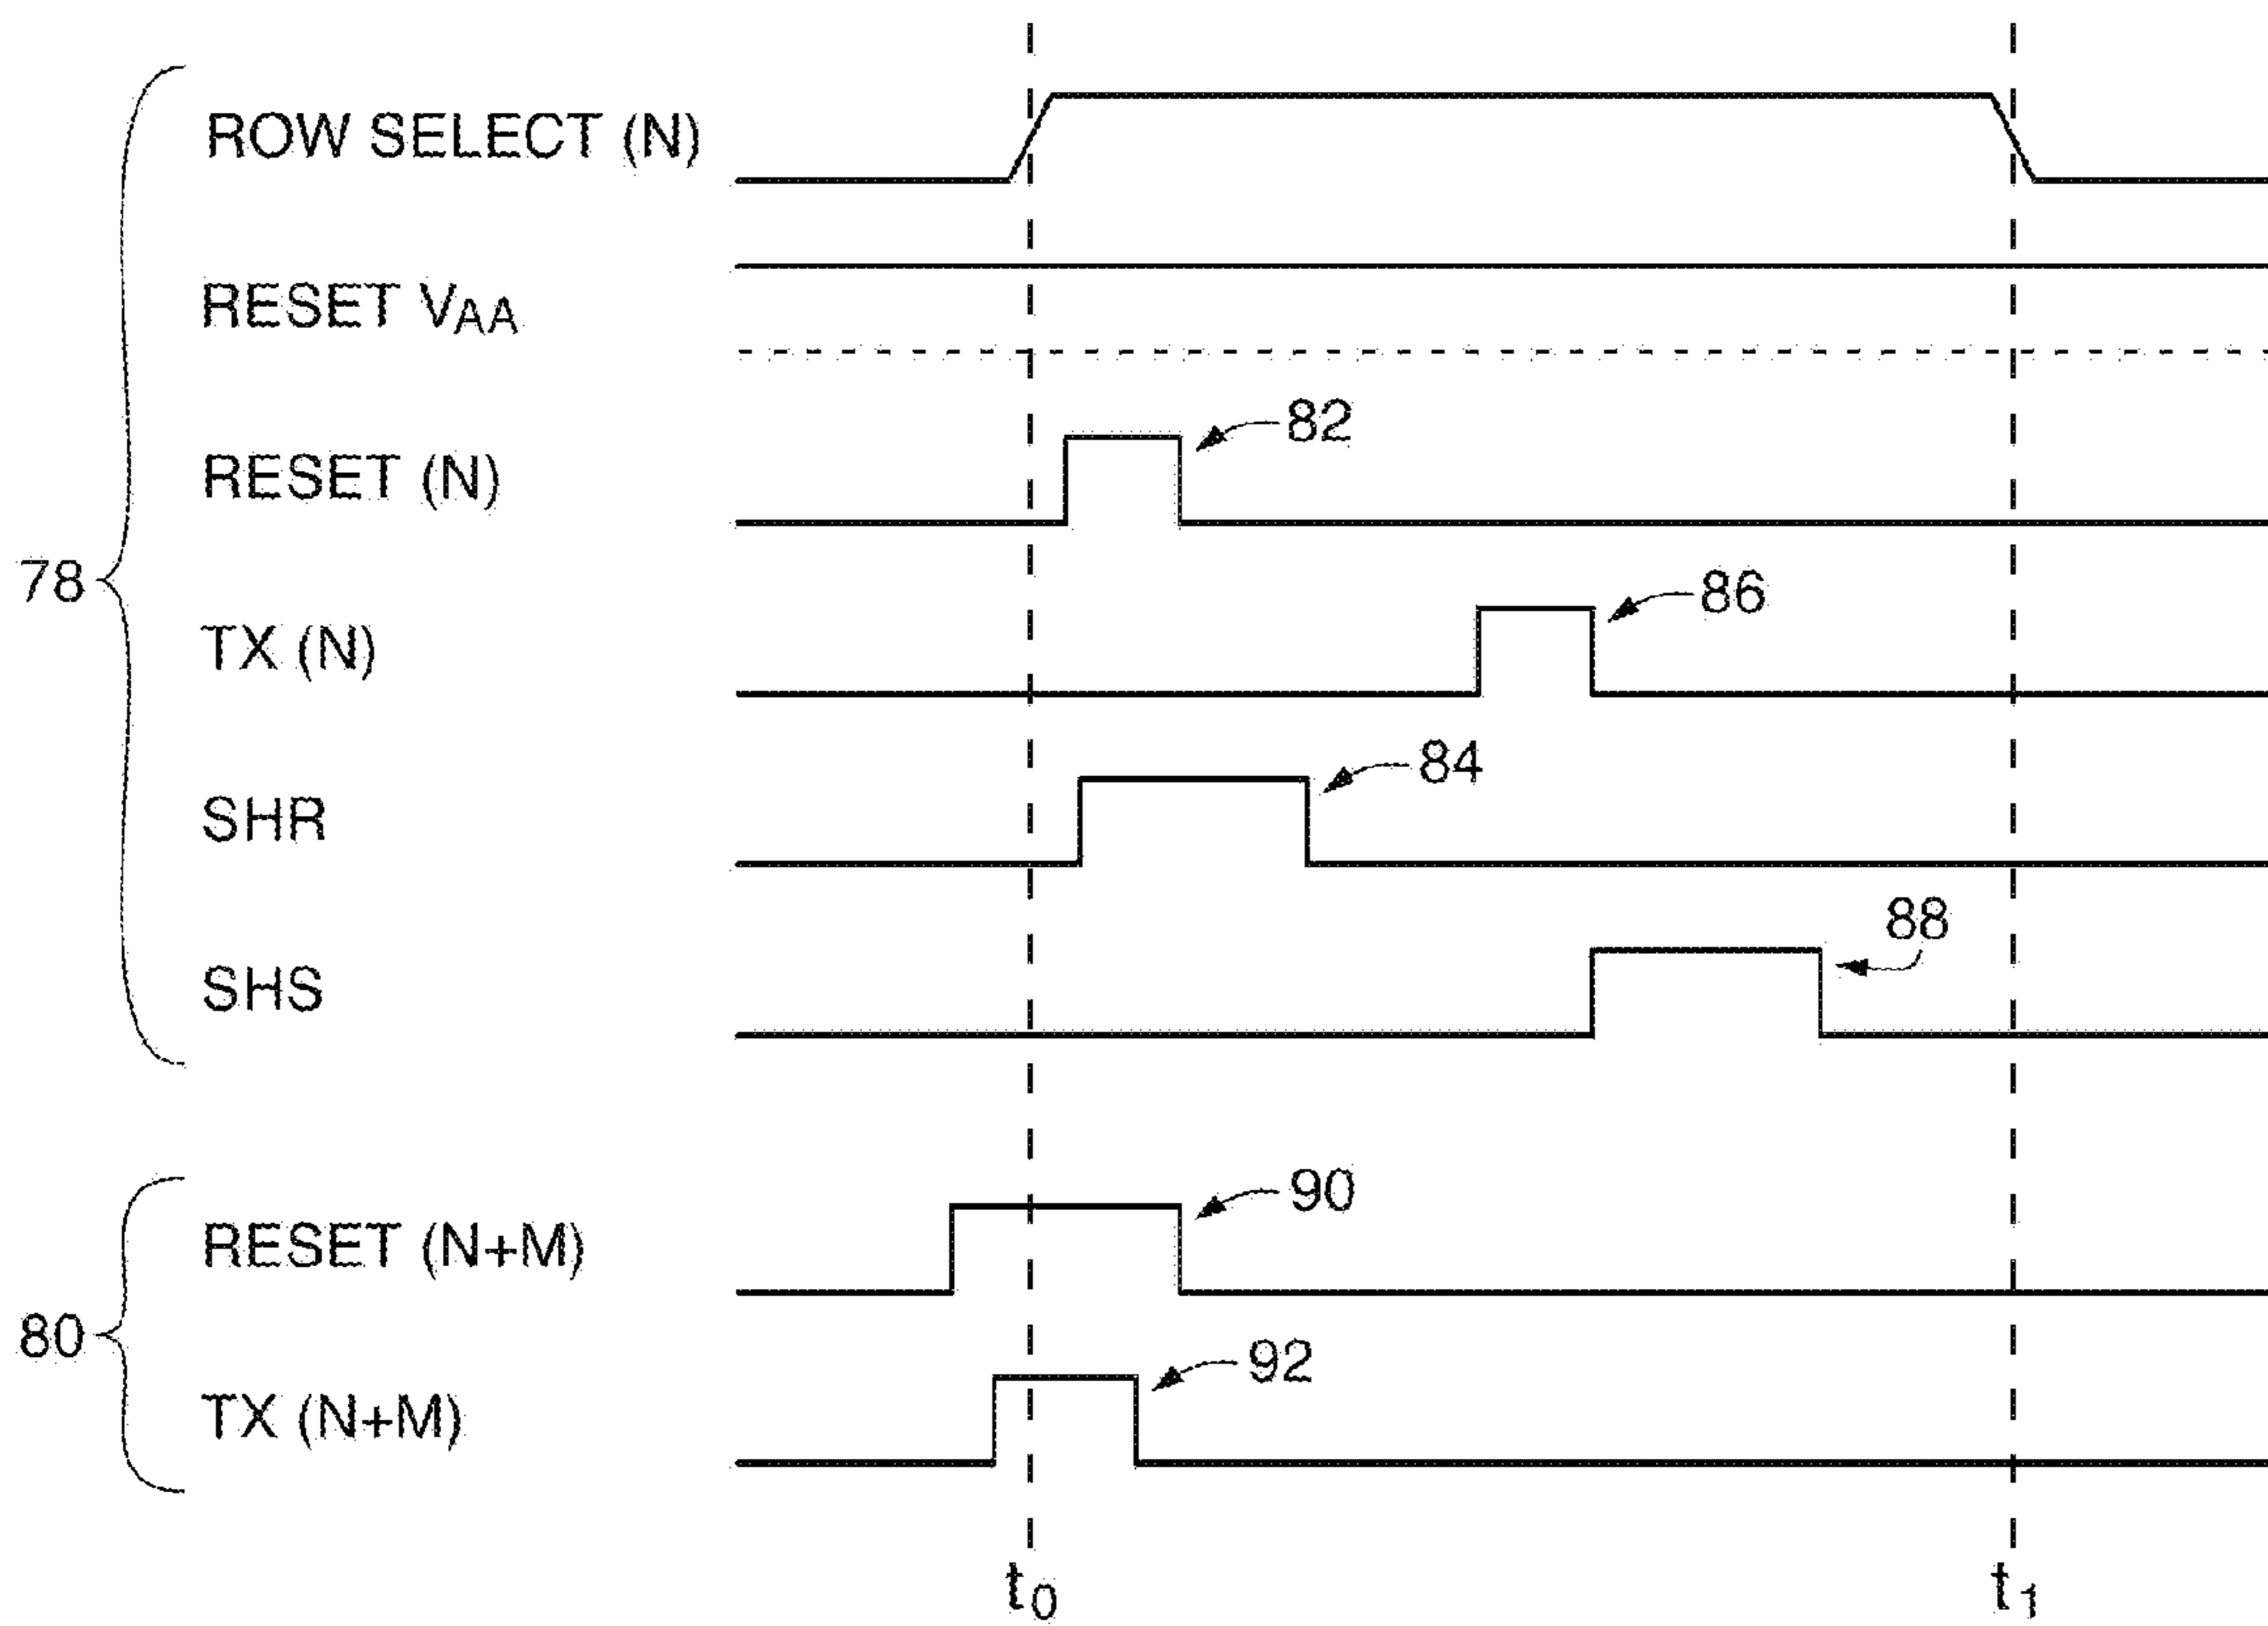 ROW SELECT (N)
RESET VAA
82
RESET (N)
78
86
TX (N)
84
SHR
88
SHS
90
RESET (N+M)
80
92
TX (N+M)
t0
t1